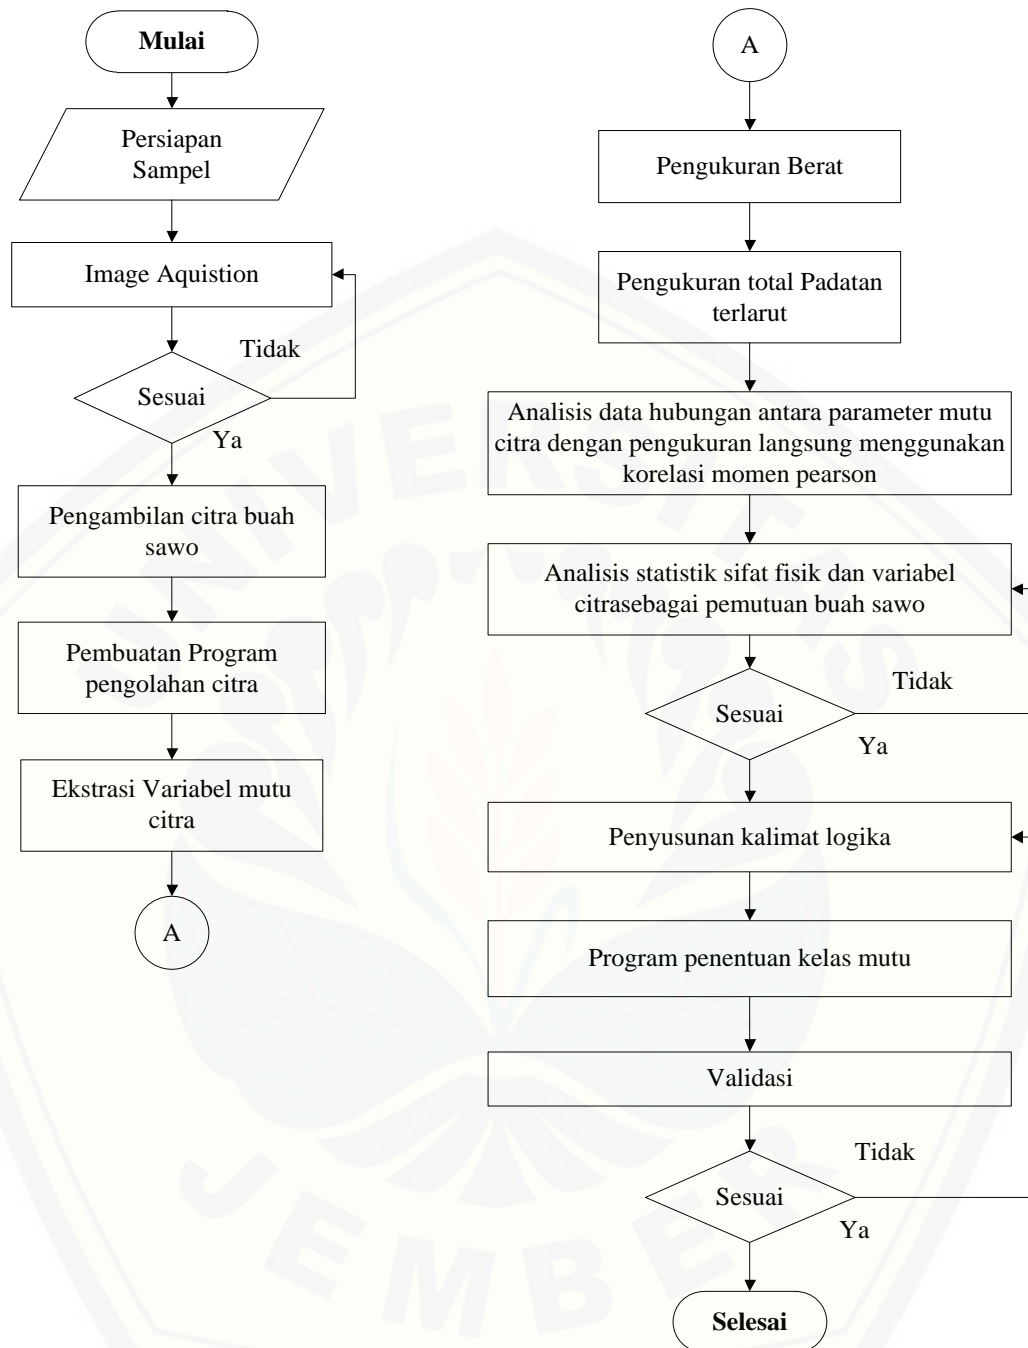 Mulai
Persiapan
Sampel
Image Aquistion
Tidak
Sesuai
Ya
Pengambilan citra buah
sawo
Pembuatan Program
pengolahan citra
Ekstrasi Variabel mutu
citra
A
A
Pengukuran Berat
Pengukuran total Padatan
terlarut
Analisis data hubungan antara parameter mutu
citra dengan pengukuran langsung menggunakan
korelasi momen pearson
Analisis statistik sifat fisik dan variabel
citrasebagai pemutuan buah sawo
Tidak
Sesuai
Ya
Penyusunan kalimat logika
Program penentuan kelas mutu
Validasi
Tidak
Sesuai
Ya
Selesai
UNIVERSITAS
JEMBER